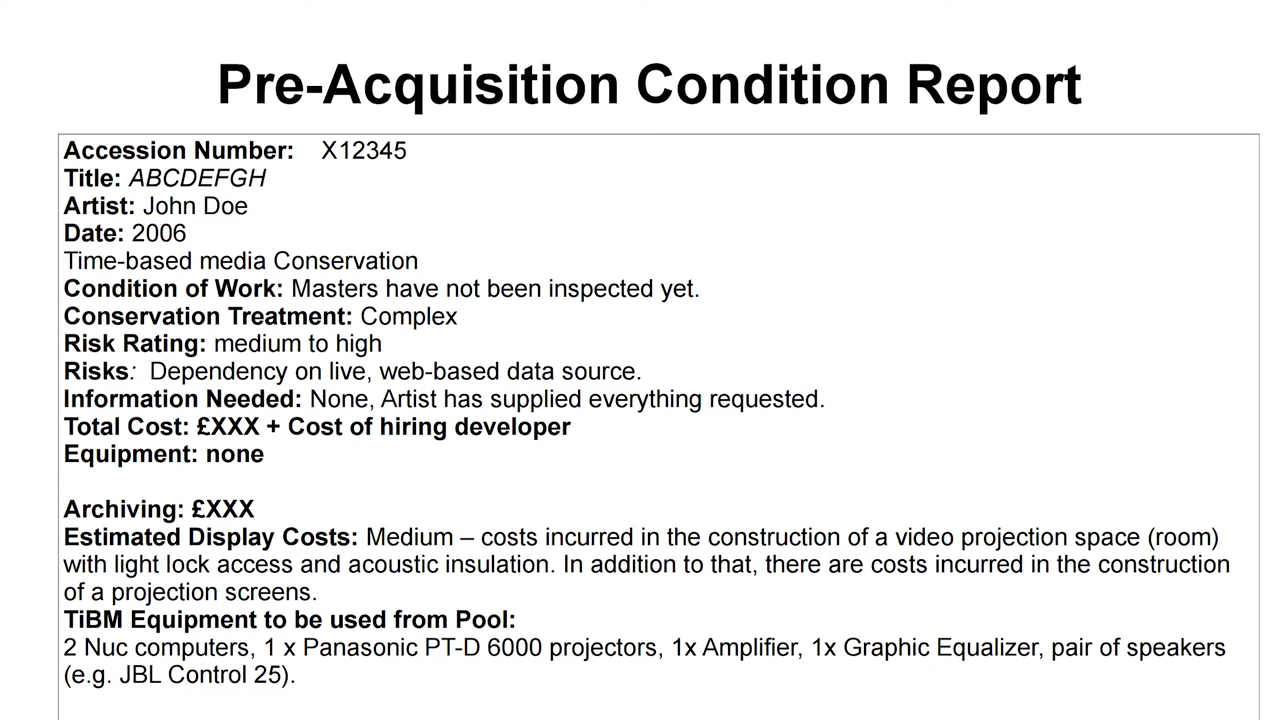 Pre-Acquisition Condition Report
Accession Number: X12345
Title: ABCDEFGH
Artist: John Doe
Date: 2006
Time-based media Conservation
Condition of Work: Masters have not been inspected yet.
Conservation Treatment: Complex
Risk Rating: medium to high
Risks: Dependency on live, web-based data source.
Information Needed: None, Artist has supplied everything requested.
Total Cost: £XXX + Cost of hiring developer
Equipment: none
Archiving: £XXX
Estimated Display Costs: Medium – costs incurred in the construction of a video projection space (room)
with light lock access and acoustic insulation. In addition to that, there are costs incurred in the construction
of a projection screens.
TiBM Equipment to be used from Pool:
2 Nuc computers, 1 x Panasonic PT-D 6000 projectors, 1x Amplifier, 1x Graphic Equalizer, pair of speakers
(e.g. JBL Control 25).